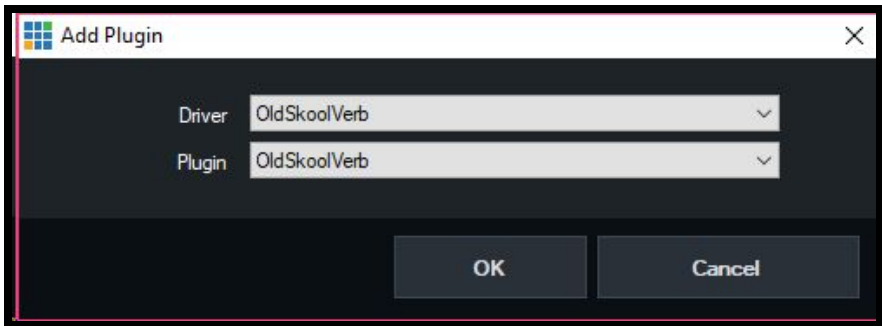 Add Plugin
Driver OldSkoolVerb
Plugin OldSkoolVerb
OK Cancel